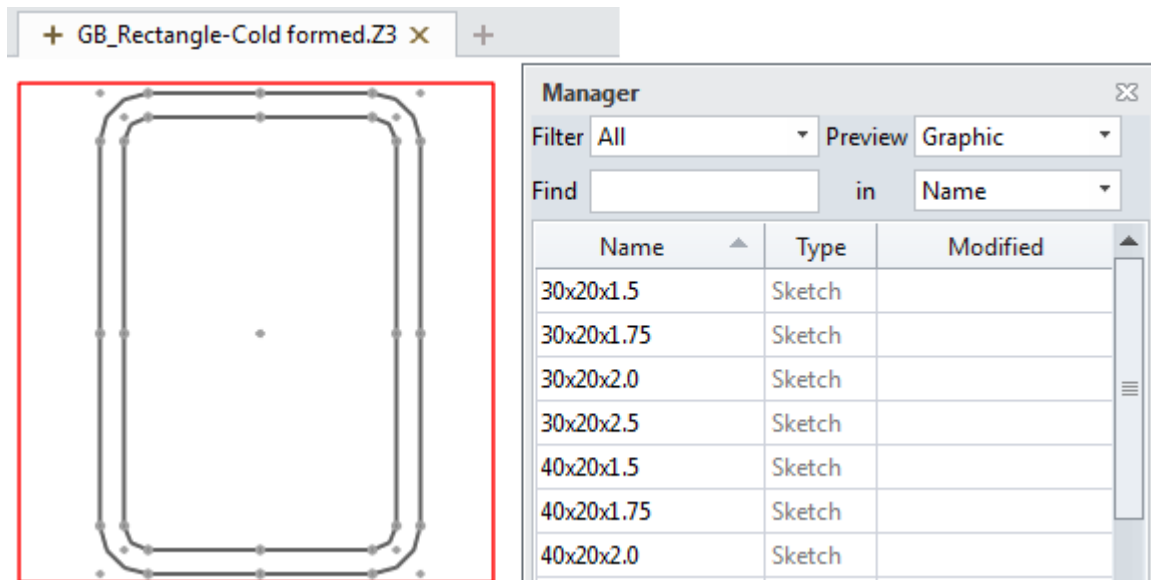 GB_Rectangle-Cold formed.Z3
Manager
Filter All Preview Graphic
Find in Name
Name Type Modified
30x20x1.5 Sketch
30x20x1.75 Sketch
30x20x2.0 Sketch
30x20x2.5 Sketch
40x20x1.5 Sketch
40x20x1.75 Sketch
40x20x2.0 Sketch